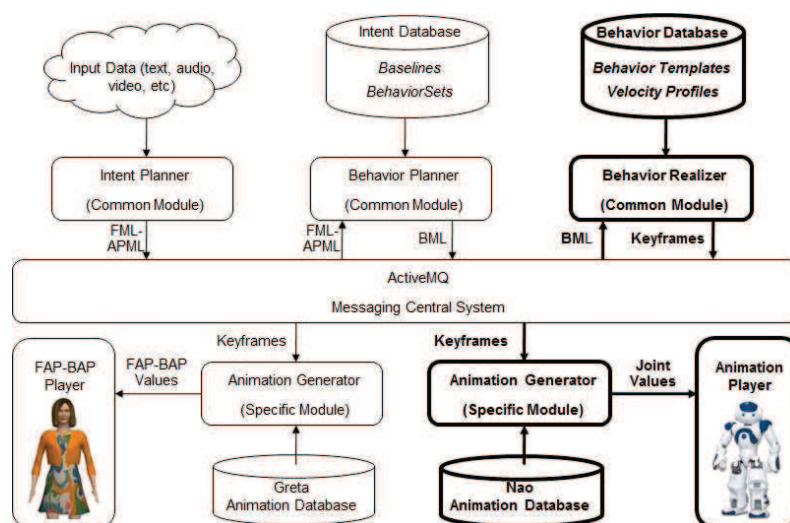 Input Data (text, audio,
video, etc)
Intent Database
Baselines
BehaviorSets
Behavior Database
Behavior Templates
Velocity Profiles
Intent Planner
(Common Module)
Behavior Planner
(Common Module)
Behavior Realizer
(Common Module)
FML-
APML
FML-
APML
BML
BML
Keyframes
ActiveMQ
Messaging Central System
Keyframes
Keyframes
FAP-BAP
Player
FAP-BAP
Values
Animation Generator
(Specific Module)
Animation Generator
(Specific Module)
Joint
Values
Animation
Player
Greta
Animation Database
Nao
Animation Database